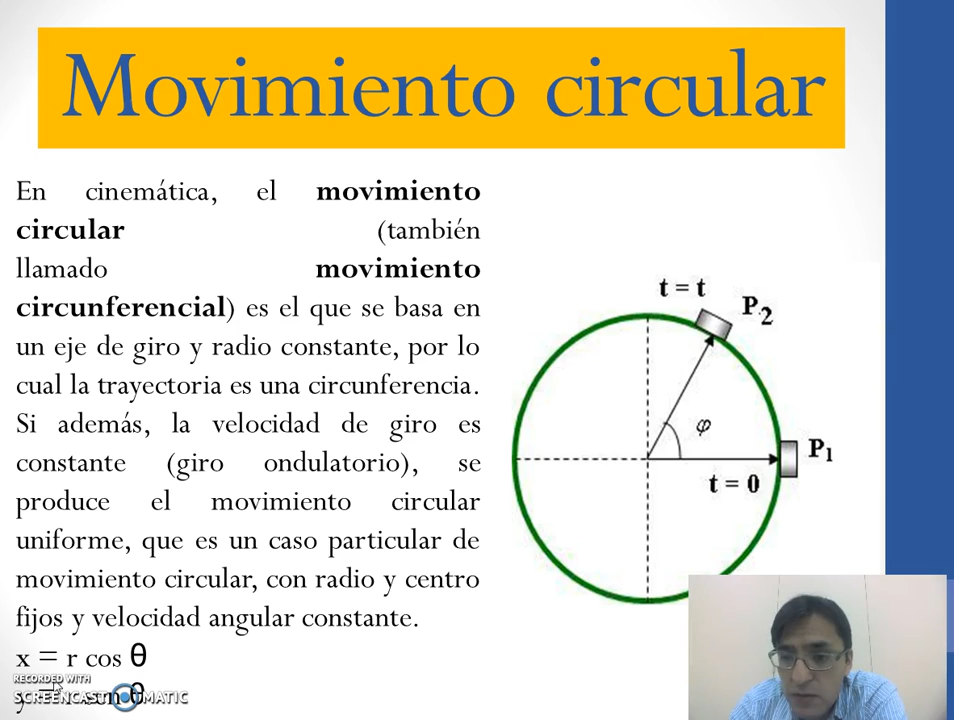 Movimiento circular
En cinemática, el movimiento
circular (también
llamado movimiento
circunferencial) es el que se basa en
un eje de giro y radio constante, por lo
cual la trayectoria es una circunferencia.
Si además, la velocidad de giro es
constante (giro ondulatorio), se
produce el movimiento circular
uniforme, que es un caso particular de
movimiento circular, con radio y centro
fijos y velocidad angular constante.
x = r cos θ
y = θ
t = t
P2
φ
P1
t = 0
RECORDED WITH
SCREENCAST-O-MATIC